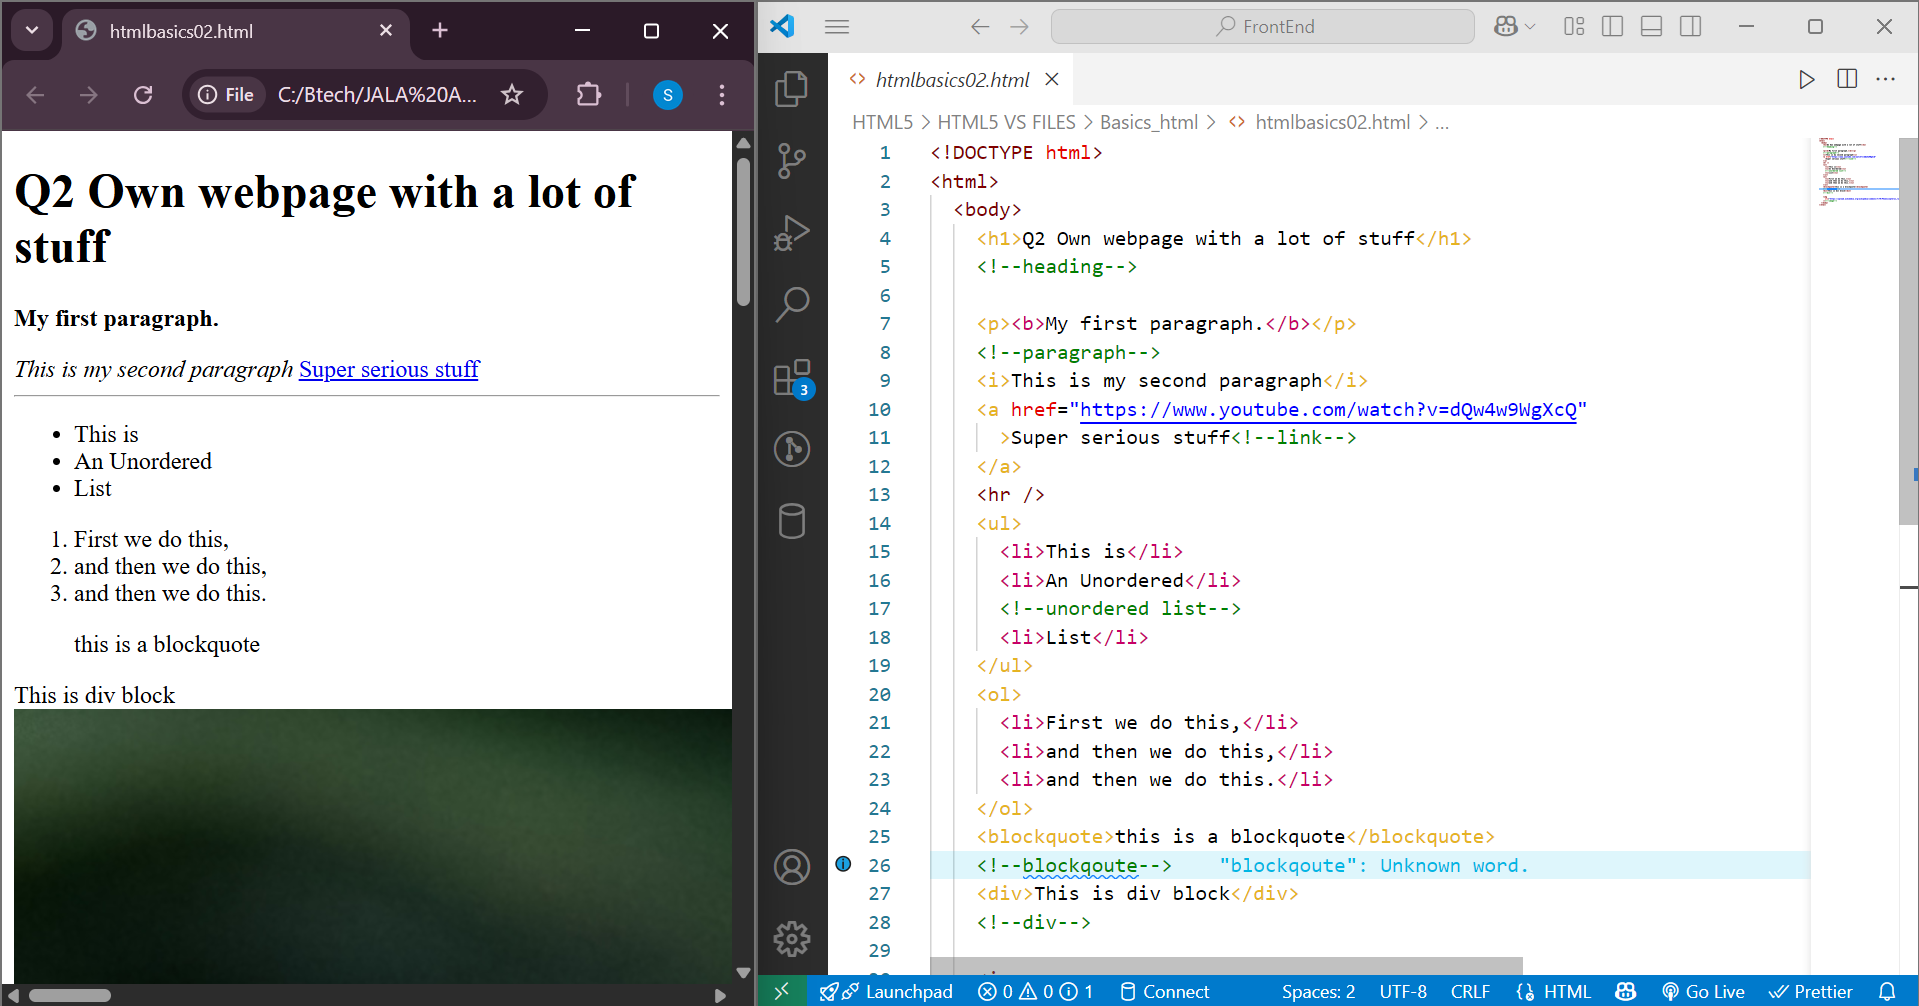 htmlbasics02.html
File C:/Btech/JALA%20A...
S
Q2 Own webpage with a lot of
stuff
My first paragraph.
This is my second paragraph Super serious stuff
• This is
• An Unordered
• List
1. First we do this,
2. and then we do this,
3. and then we do this.
this is a blockquote
This is div block
FrontEnd
htmlbasics02.html
HTML5 > HTML5 VS FILES > Basics_html > htmlbasics02.html > ...
3
1 <!DOCTYPE html>
2 <html>
3 <body>
4 <h1>Q2 Own webpage with a lot of stuff</h1>
5 <!--heading-->
6
7 <p><b>My first paragraph.</b></p>
8 <!--paragraph-->
9 <i>This is my second paragraph</i>
10 <a href="https://www.youtube.com/watch?v=dQw4w9WgXcQ"
11 >Super serious stuff<!--link-->
12 </a>
13 <hr />
14 <ul>
15 <li>This is</li>
16 <li>An Unordered</li>
17 <!--unordered list-->
18 <li>List</li>
19 </ul>
20 <ol>
21 <li>First we do this,</li>
22 <li>and then we do this,</li>
23 <li>and then we do this.</li>
24 </ol>
25 <blockquote>this is a blockquote</blockquote>
26 <!--blockqoute--> "blockqoute": Unknown word.
27 <div>This is div block</div>
28 <!--div-->
29
Launchpad 0 0 1 Connect Spaces: 2 UTF-8 CRLF HTML Go Live Prettier